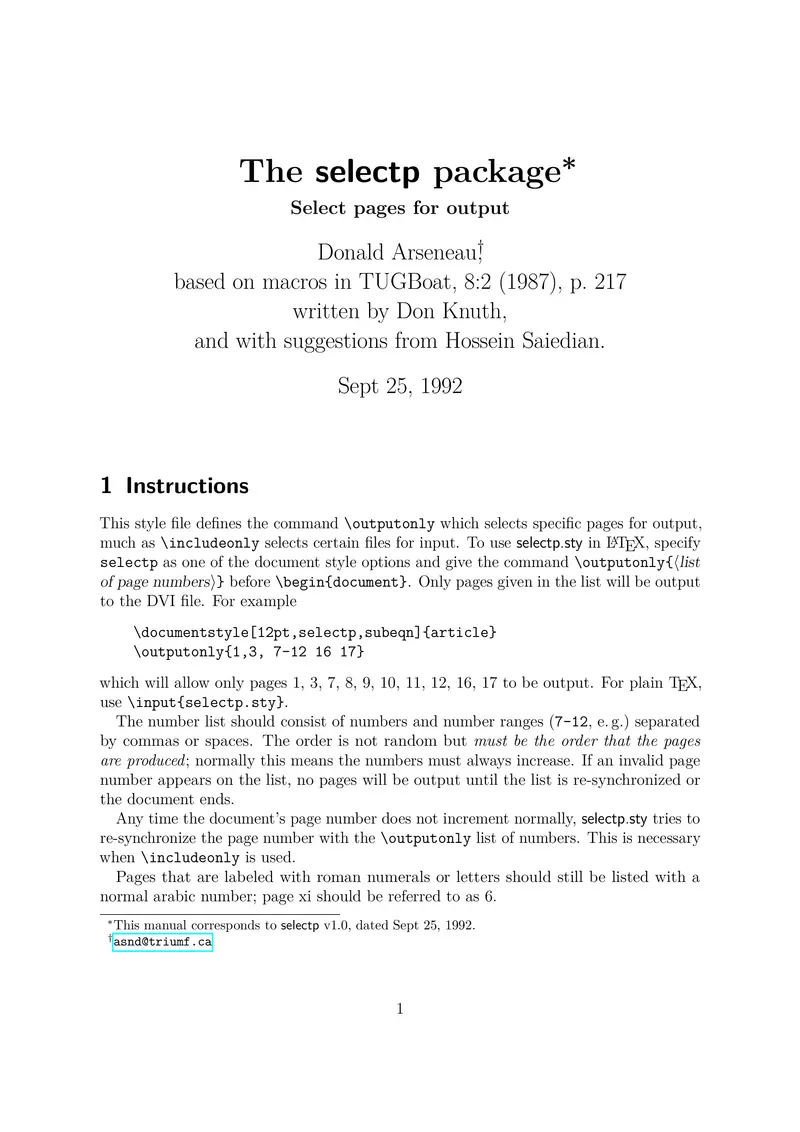 The selectp package*
Select pages for output
Donald Arseneau,†
based on macros in TUGBoat, 8:2 (1987), p. 217
written by Don Knuth,
and with suggestions from Hossein Saiedian.
Sept 25, 1992
1 Instructions
This style file defines the command \outputonly which selects specific pages for output,
much as \includeonly selects certain files for input. To use selectp.sty in LATEX, specify
selectp as one of the document style options and give the command \outputonly{⟨list
of page numbers⟩} before \begin{document}. Only pages given in the list will be output
to the DVI file. For example
\documentstyle[12pt,selectp,subeqn]{article}
\outputonly{1,3, 7-12 16 17}
which will allow only pages 1, 3, 7, 8, 9, 10, 11, 12, 16, 17 to be output. For plain TEX,
use \input{selectp.sty}.
The number list should consist of numbers and number ranges (7-12, e. g.) separated
by commas or spaces. The order is not random but must be the order that the pages
are produced; normally this means the numbers must always increase. If an invalid page
number appears on the list, no pages will be output until the list is re-synchronized or
the document ends.
Any time the document's page number does not increment normally, selectp.sty tries to
re-synchronize the page number with the \outputonly list of numbers. This is necessary
when \includeonly is used.
Pages that are labeled with roman numerals or letters should still be listed with a
normal arabic number; page xi should be referred to as 6.
*This manual corresponds to selectp v1.0, dated Sept 25, 1992.
†asnd@triumf.ca
1